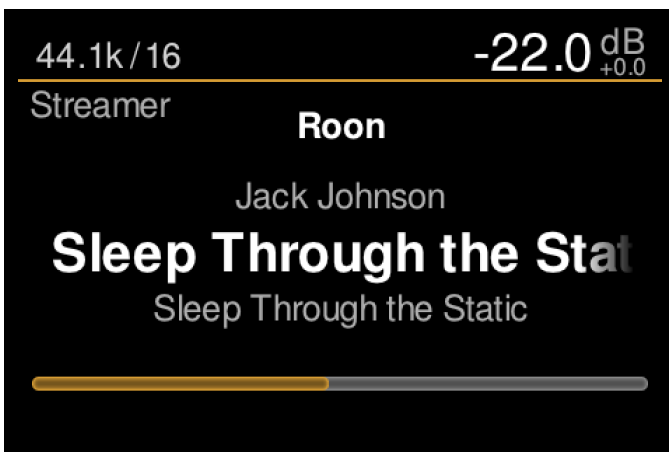 44.1k/16
-22.0 dB
+0.0
Streamer
Roon
Jack Johnson
Sleep Through the Stat
Sleep Through the Static